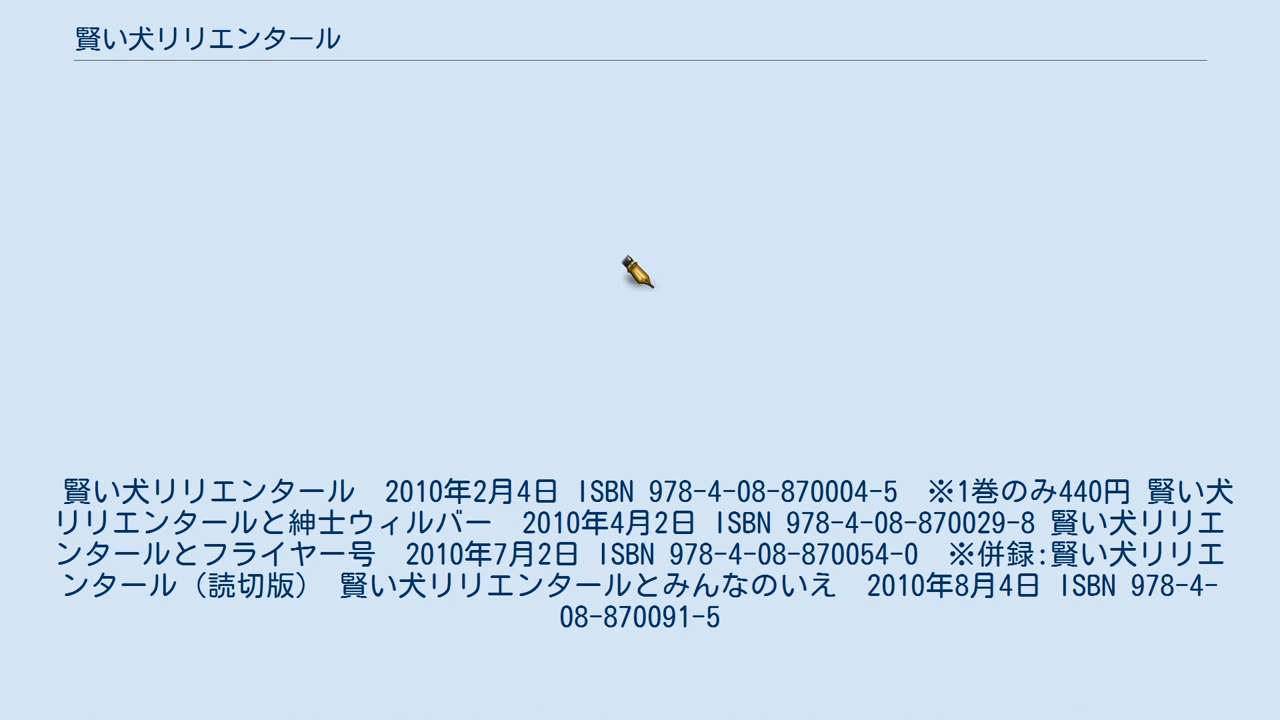 賢い犬リリエンタール
賢い犬リリエンタール　2010年2月4日 ISBN 978-4-08-870004-5　※1巻のみ440円 賢い犬
リリエンタールと紳士ウィルバー　2010年4月2日 ISBN 978-4-08-870029-8 賢い犬リリエ
ンタールとフライヤー号　2010年7月2日 ISBN 978-4-08-870054-0　※併録:賢い犬リリエ
ンタール（読切版）　賢い犬リリエンタールとみんなのいえ　2010年8月4日 ISBN 978-4-
08-870091-5